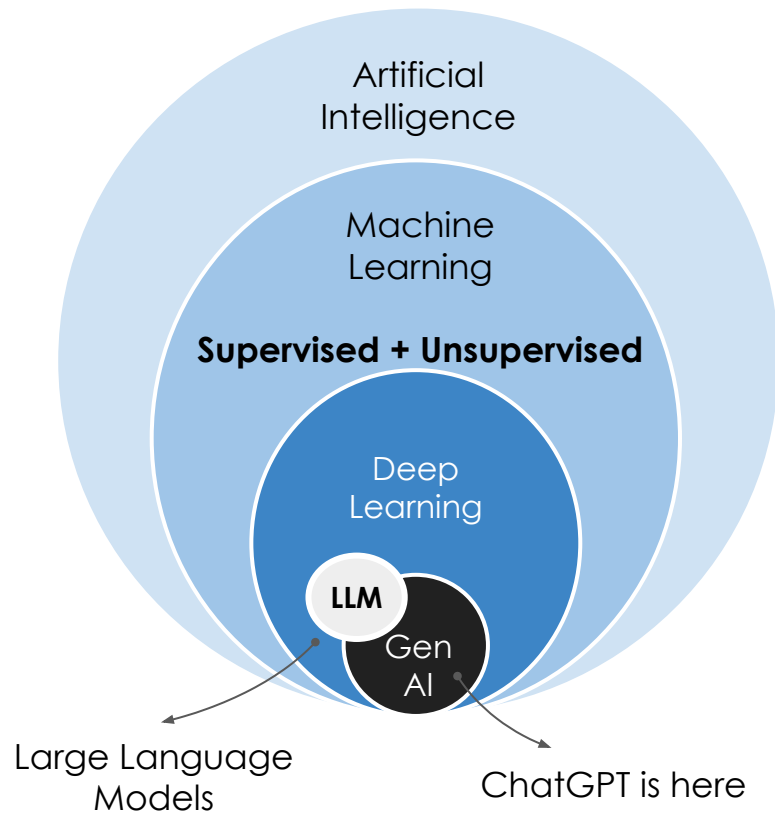 Artificial
Intelligence
Machine
Learning
Supervised + Unsupervised
Deep
Learning
LLM
Gen
AI
Large Language
Models
ChatGPT is here